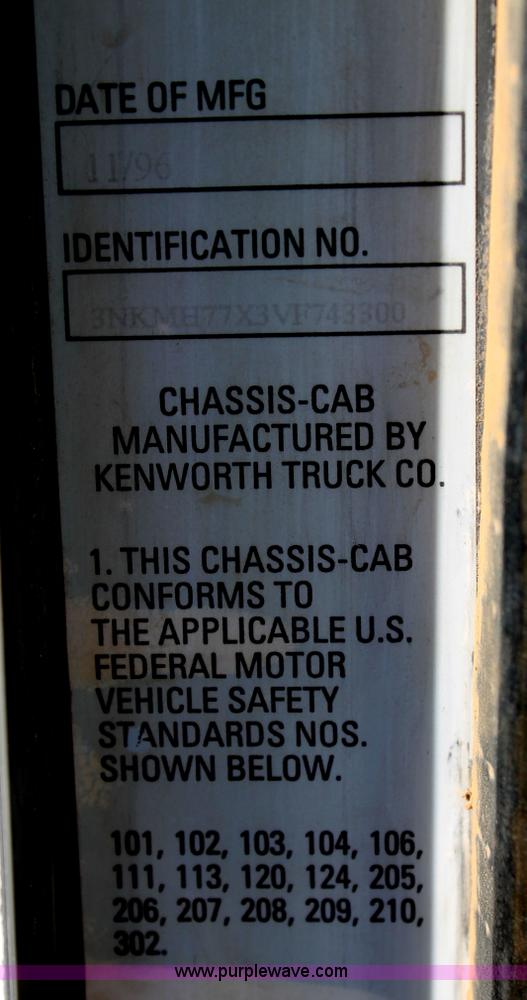 DATE OF MFG
11/96
IDENTIFICATION NO.
3NKMH77X3VF743300
CHASSIS-CAB
MANUFACTURED BY
KENWORTH TRUCK CO.
1. THIS CHASSIS-CAB
CONFORMS TO
THE APPLICABLE U.S.
FEDERAL MOTOR
VEHICLE SAFETY
STANDARDS NOS.
SHOWN BELOW.
101, 102, 103, 104, 106,
111, 113, 120, 124, 205,
206, 207, 208, 209, 210,
302.
www.purplewave.com